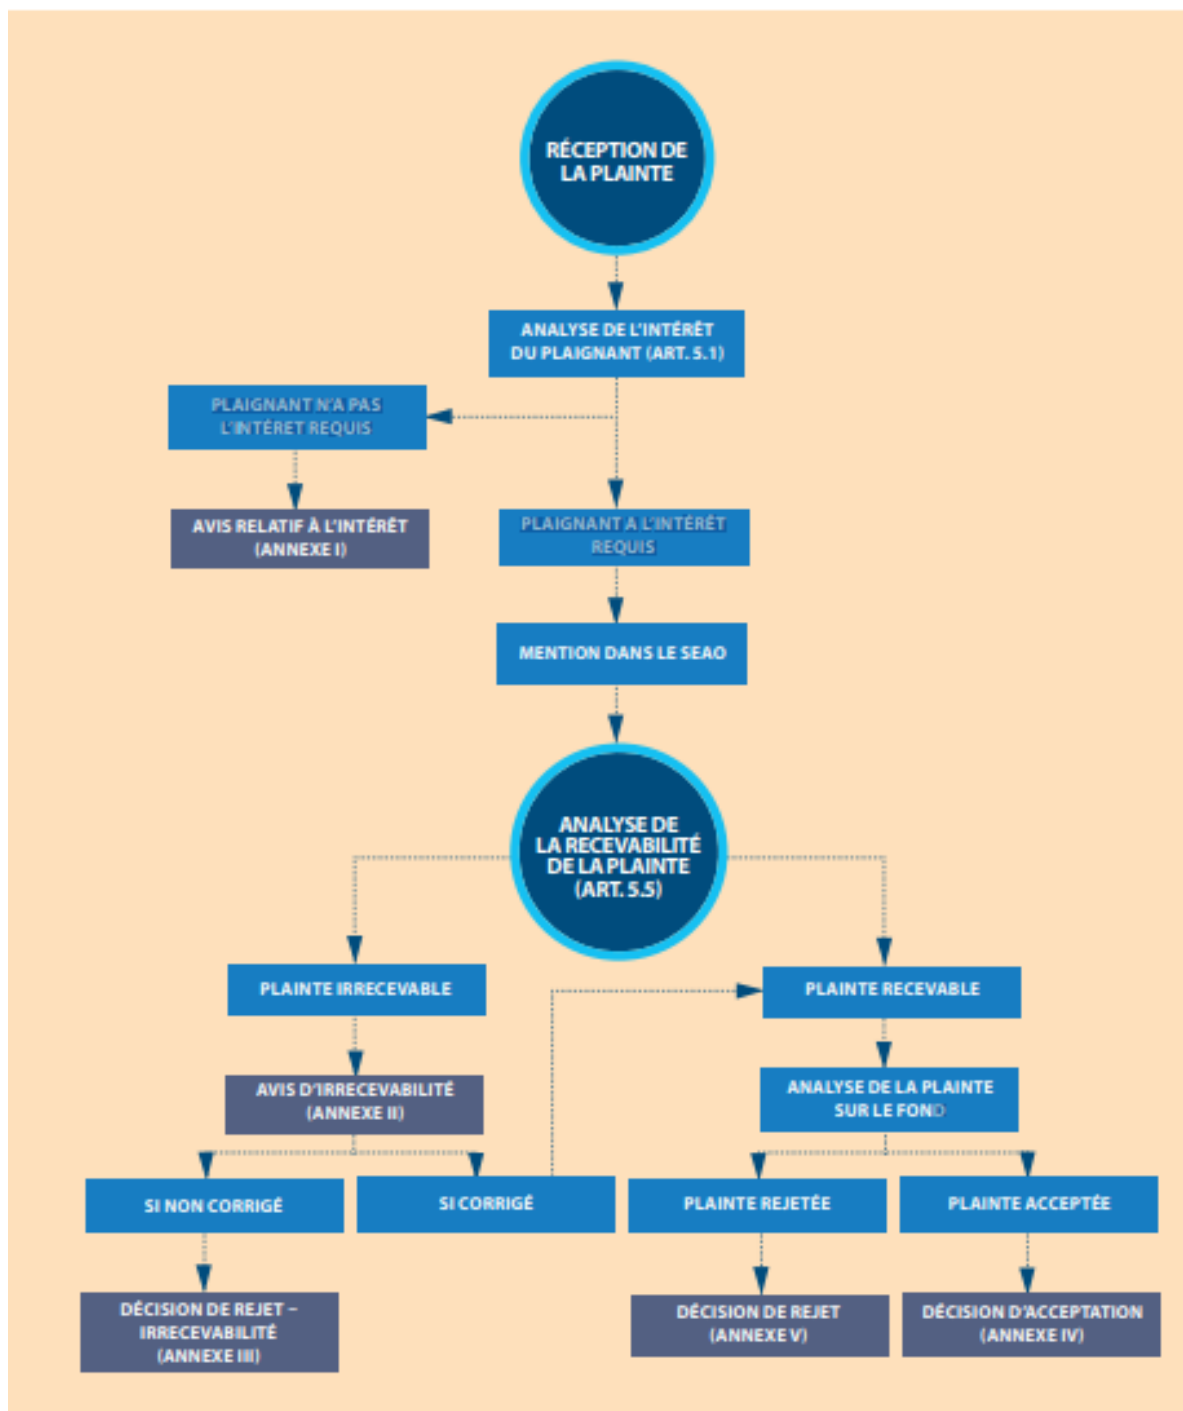 RÉCEPTION DE
LA PLAINTE
ANALYSE DE L'INTÉRÊT
DU PLAIGNANT (ART. 5.1)
PLAIGNANT N'A PAS
L'INTÉRET REQUIS
AVIS RELATIF À L'INTÉRÊT
(ANNEXE I)
PLAIGNANT A L'INTÉRÊT
REQUIS
MENTION DANS LE SEAO
ANALYSE DE
LA RECEVABILITÉ
DE LA PLAINTE
(ART. 5.5)
PLAINTE IRRECEVABLE
PLAINTE RECEVABLE
AVIS D'IRRECEVABILITÉ
(ANNEXE II)
ANALYSE DE LA PLAINTE
SUR LE FOND
SI NON CORRIGÉ
SI CORRIGÉ
PLAINTE REJETÉE
PLAINTE ACCEPTÉE
DÉCISION DE REJET –
IRRECEVABILITÉ
(ANNEXE III)
DÉCISION DE REJET
(ANNEXE V)
DÉCISION D'ACCEPTATION
(ANNEXE IV)